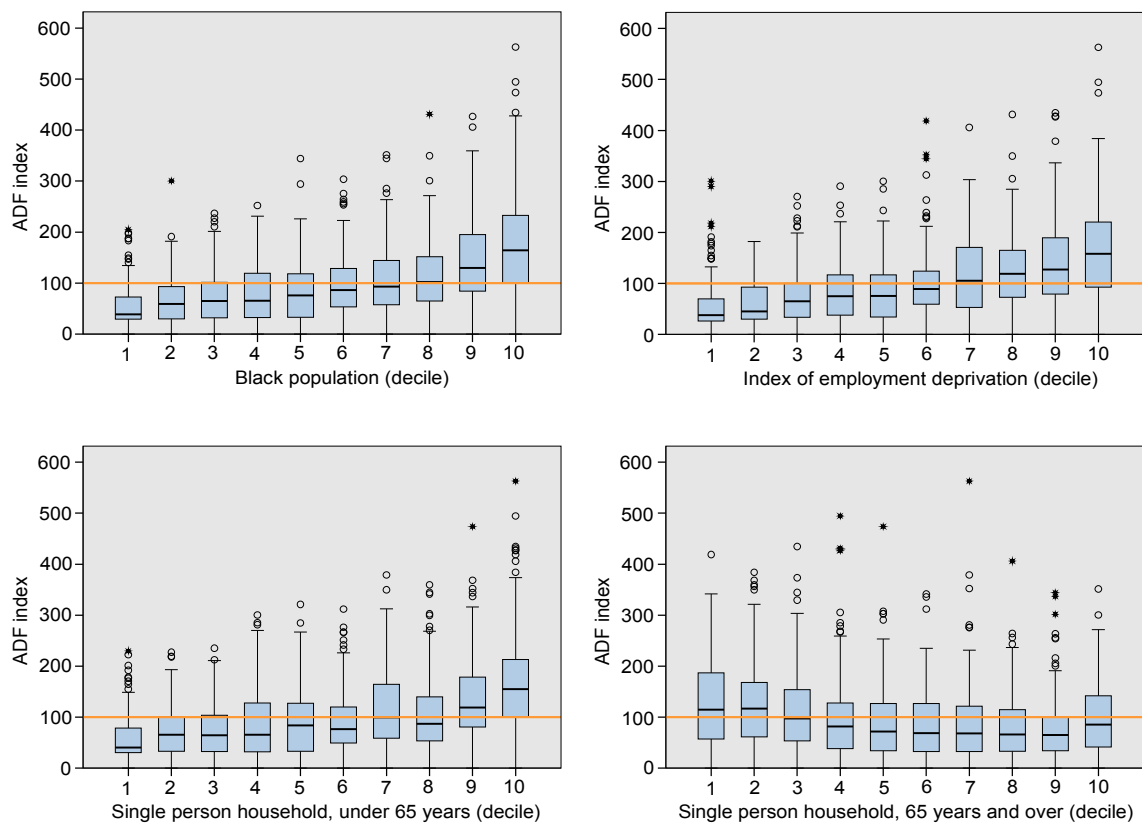 600
500
400
300
200
100
0
ADF index
1 2 3 4 5 6 7 8 9 10
Black population (decile)
600
500
400
300
200
100
0
ADF index
1 2 3 4 5 6 7 8 9 10
Index of employment deprivation (decile)
600
500
400
300
200
100
0
ADF index
1 2 3 4 5 6 7 8 9 10
Single person household, under 65 years (decile)
600
500
400
300
200
100
0
ADF index
1 2 3 4 5 6 7 8 9 10
Single person household, 65 years and over (decile)